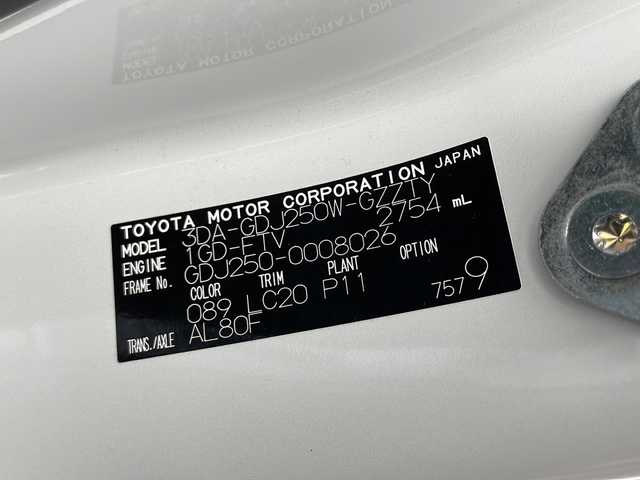 TOYOTA MOTOR CORPORATION JAPAN
MODEL 3DA-GDJ250W-GZZTY
ENGINE 1GD-FTV 2754 mL
FRAME No. GDJ250-0008026
COLOR TRIM PLANT OPTION
089 LC20 P11
TRANS./AXLE AL80F 7579